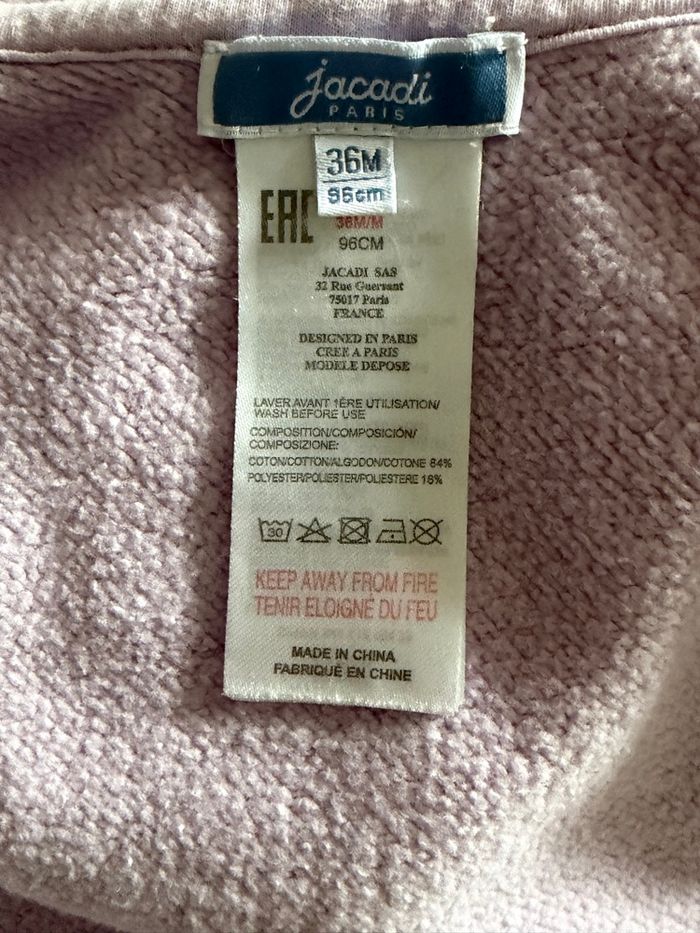 jacadi
PARIS
36M
96cm
EAC
36M/M
96CM
JACADI SAS
32 Rue Guersant
75017 Paris
FRANCE
DESIGNED IN PARIS
CREE A PARIS
MODELE DEPOSE
LAVER AVANT 1ÈRE UTILISATION/
WASH BEFORE USE
COMPOSITION/COMPOSICIÓN/
COMPOSIZIONE:
COTON/COTTON/ALGODON/COTONE 84%
POLYESTER/POLIESTER/POLIESTERE 16%
30
KEEP AWAY FROM FIRE
TENIR ELOIGNE DU FEU
MADE IN CHINA
FABRIQUÉ EN CHINE